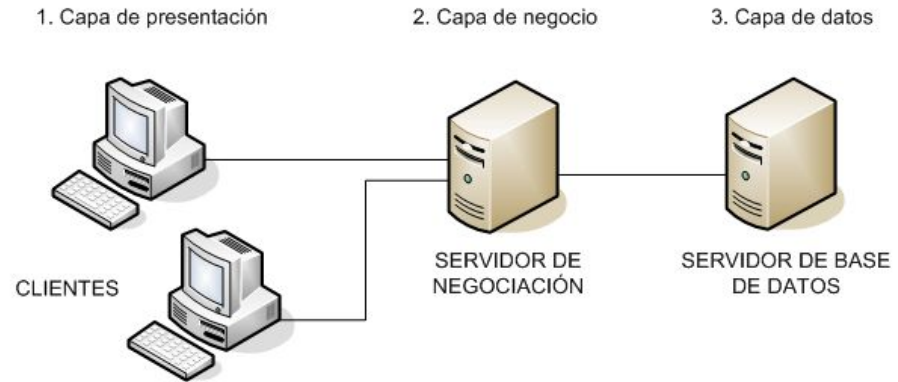 1. Capa de presentación
2. Capa de negocio
3. Capa de datos
CLIENTES
SERVIDOR DE
NEGOCIACIÓN
SERVIDOR DE BASE
DE DATOS